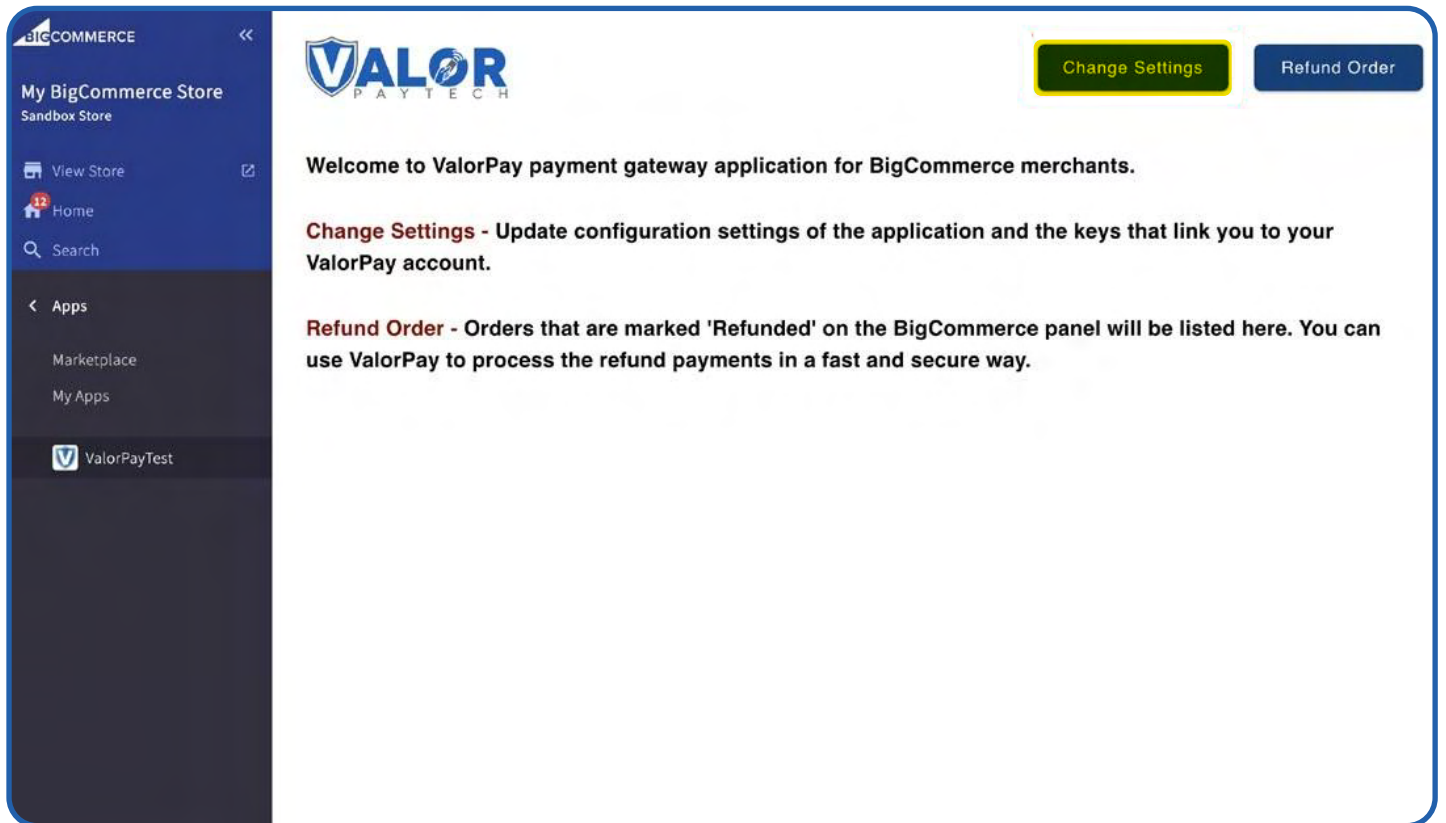 BIGCOMMERCE
My BigCommerce Store
Sandbox Store
View Store
12
Home
Search
Apps
Marketplace
My Apps
ValorPayTest
VALOR
PAYTECH
Change Settings
Refund Order
Welcome to ValorPay payment gateway application for BigCommerce merchants.
Change Settings - Update configuration settings of the application and the keys that link you to your
ValorPay account.
Refund Order - Orders that are marked 'Refunded' on the BigCommerce panel will be listed here. You can
use ValorPay to process the refund payments in a fast and secure way.